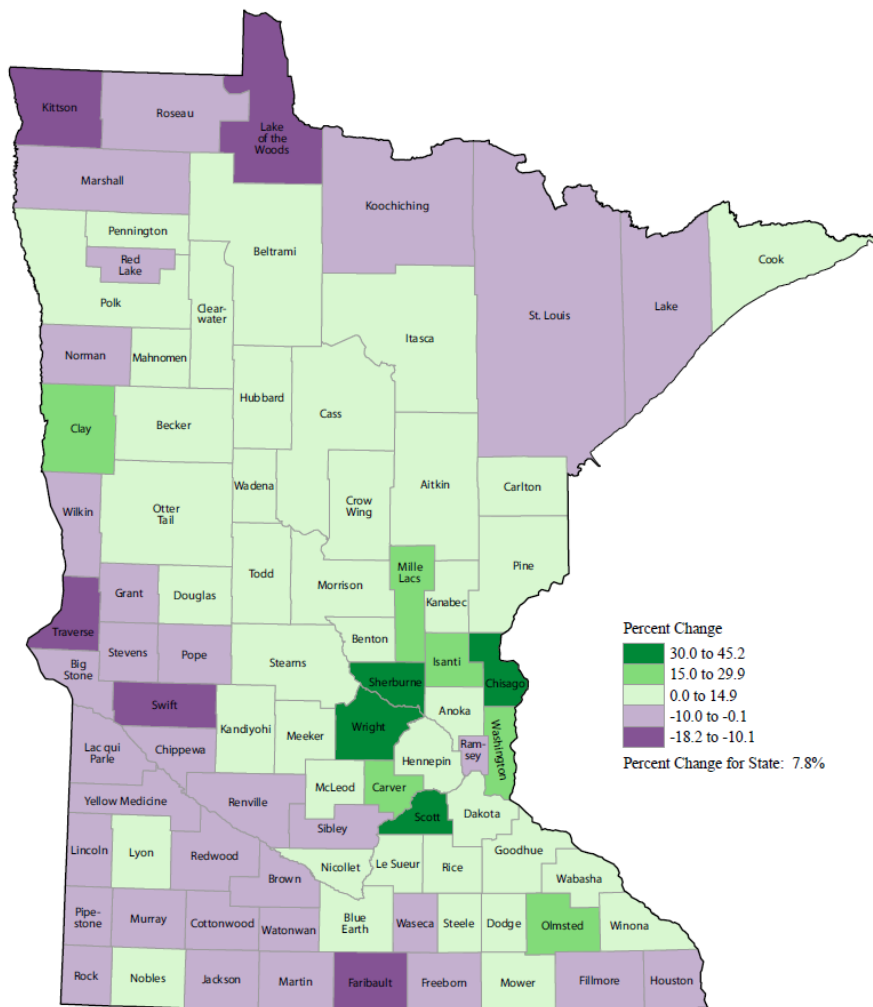 Kittson
Roseau
Lake
of the
Woods
Marshall
Koochiching
Pennington
Beltrami
Red
Lake
Cook
Polk
Clear-
water
St. Louis
Lake
Itasca
Norman
Mahnomen
Hubbard
Cass
Clay
Becker
Wadena
Aitkin
Carlton
Crow
Wing
Otter
Tail
Wilkin
Mille
Lacs
Pine
Todd
Morrison
Grant
Douglas
Kanabec
Traverse
Benton
Stevens
Pope
Stearns
Isanti
Big
Stone
Sherburne
Chisago
Swift
Anoka
Kandiyohi
Wright
Meeker
Washington
Lac qui
Parle
Chippewa
Ram-
sey
Hennepin
McLeod
Carver
Yellow Medicine
Renville
Scott
Dakota
Sibley
Lincoln
Lyon
Redwood
Goodhue
Nicollet
Le Sueur
Rice
Brown
Wabasha
Pipe-
stone
Murray
Cottonwood
Watonwan
Blue
Earth
Waseca
Steele
Dodge
Olmsted
Winona
Rock
Nobles
Jackson
Martin
Faribault
Freeborn
Mower
Fillmore
Houston
Percent Change
30.0 to 45.2
15.0 to 29.9
0.0 to 14.9
-10.0 to -0.1
-18.2 to -10.1
Percent Change for State: 7.8%